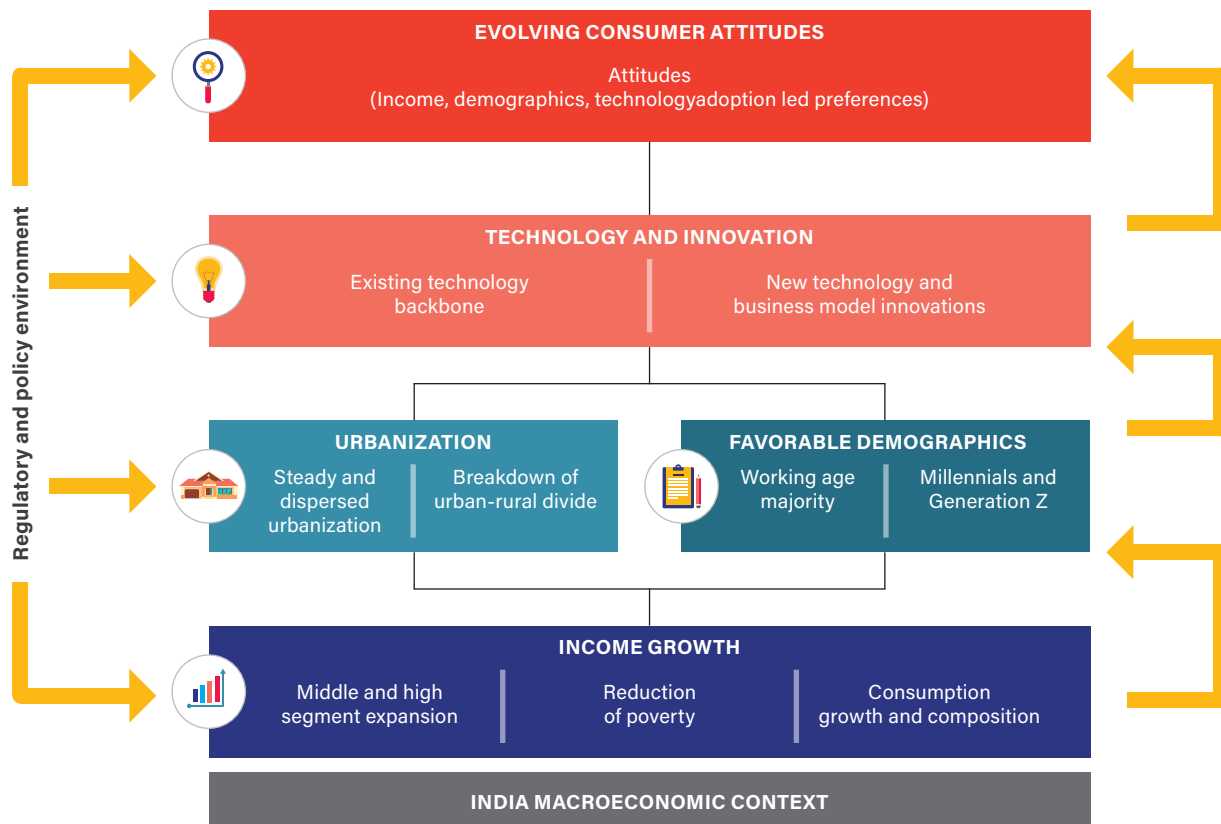 EVOLVING CONSUMER ATTITUDES
Attitudes
(Income, demographics, technologyadoption led preferences)
Regulatory and policy environment
TECHNOLOGY AND INNOVATION
Existing technology
backbone
New technology and
business model innovations
URBANIZATION
Steady and
dispersed
urbanization
Breakdown of
urban-rural divide
FAVORABLE DEMOGRAPHICS
Working age
majority
Millennials and
Generation Z
INCOME GROWTH
Middle and high
segment expansion
Reduction
of poverty
Consumption
growth and composition
INDIA MACROECONOMIC CONTEXT